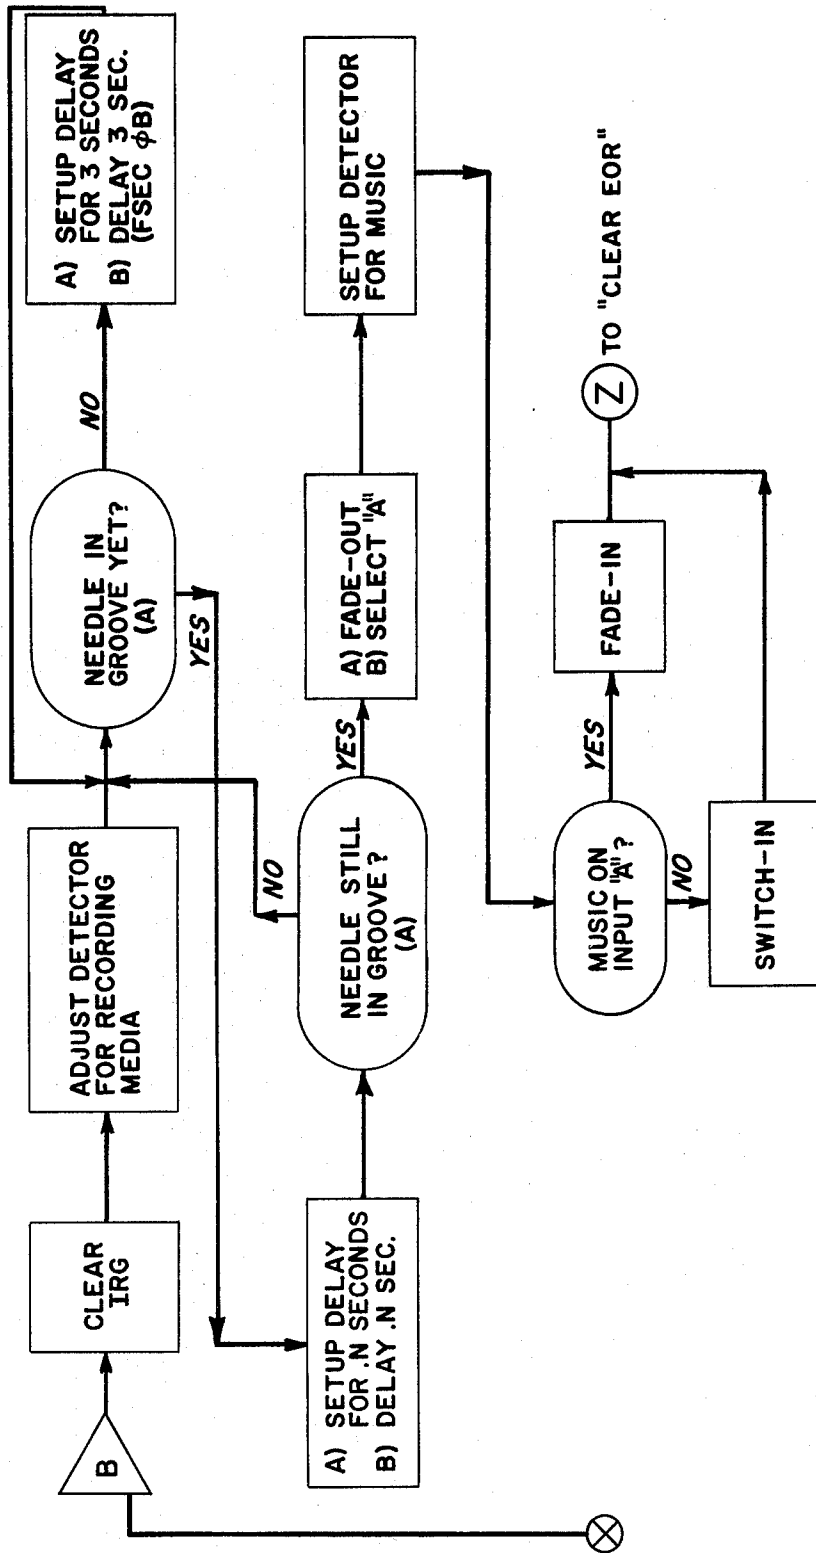 B
CLEAR
IRG
ADJUST DETECTOR
FOR RECORDING
MEDIA
NEEDLE IN
GROOVE YET?
(A)
NO
YES
A) SETUP DELAY
FOR 3 SECONDS
B) DELAY 3 SEC.
(FSEC ϕB)
A) SETUP DELAY
FOR .N SECONDS
B) DELAY .N SEC.
NEEDLE STILL
IN GROOVE?
(A)
NO
YES
A) FADE-OUT
B) SELECT "A"
SETUP DETECTOR
FOR MUSIC
MUSIC ON
INPUT "A"?
YES
NO
FADE-IN
SWITCH-IN
Z
TO "CLEAR EOR"